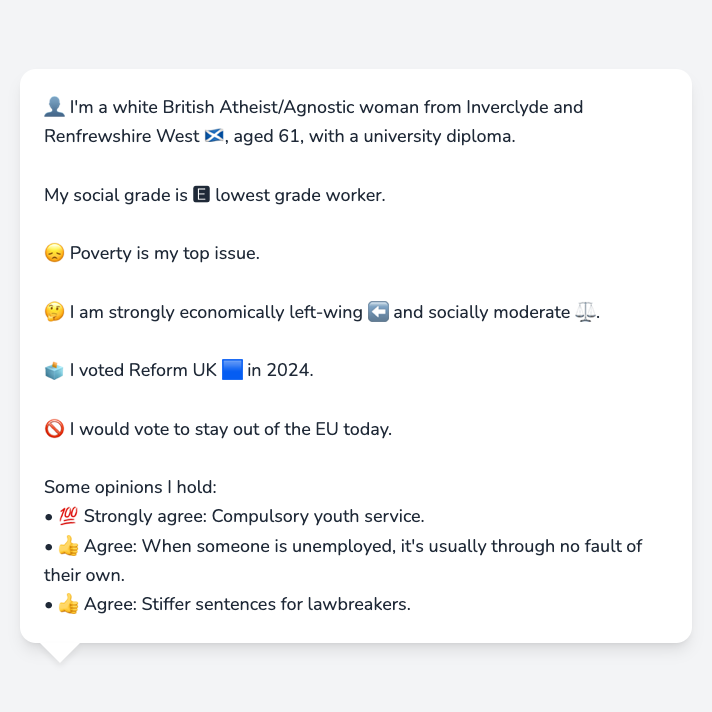 👤 I'm a white British Atheist/Agnostic woman from Inverclyde and
Renfrewshire West 🏴󠁧󠁢󠁳󠁣󠁴󠁿, aged 61, with a university diploma.
My social grade is 🅴 lowest grade worker.
😞 Poverty is my top issue.
🤔 I am strongly economically left-wing ⬅️ and socially moderate ⚖️.
🗳️ I voted Reform UK 🟦 in 2024.
🚫 I would vote to stay out of the EU today.
Some opinions I hold:
• 💯 Strongly agree: Compulsory youth service.
• 👍 Agree: When someone is unemployed, it's usually through no fault of
their own.
• 👍 Agree: Stiffer sentences for lawbreakers.